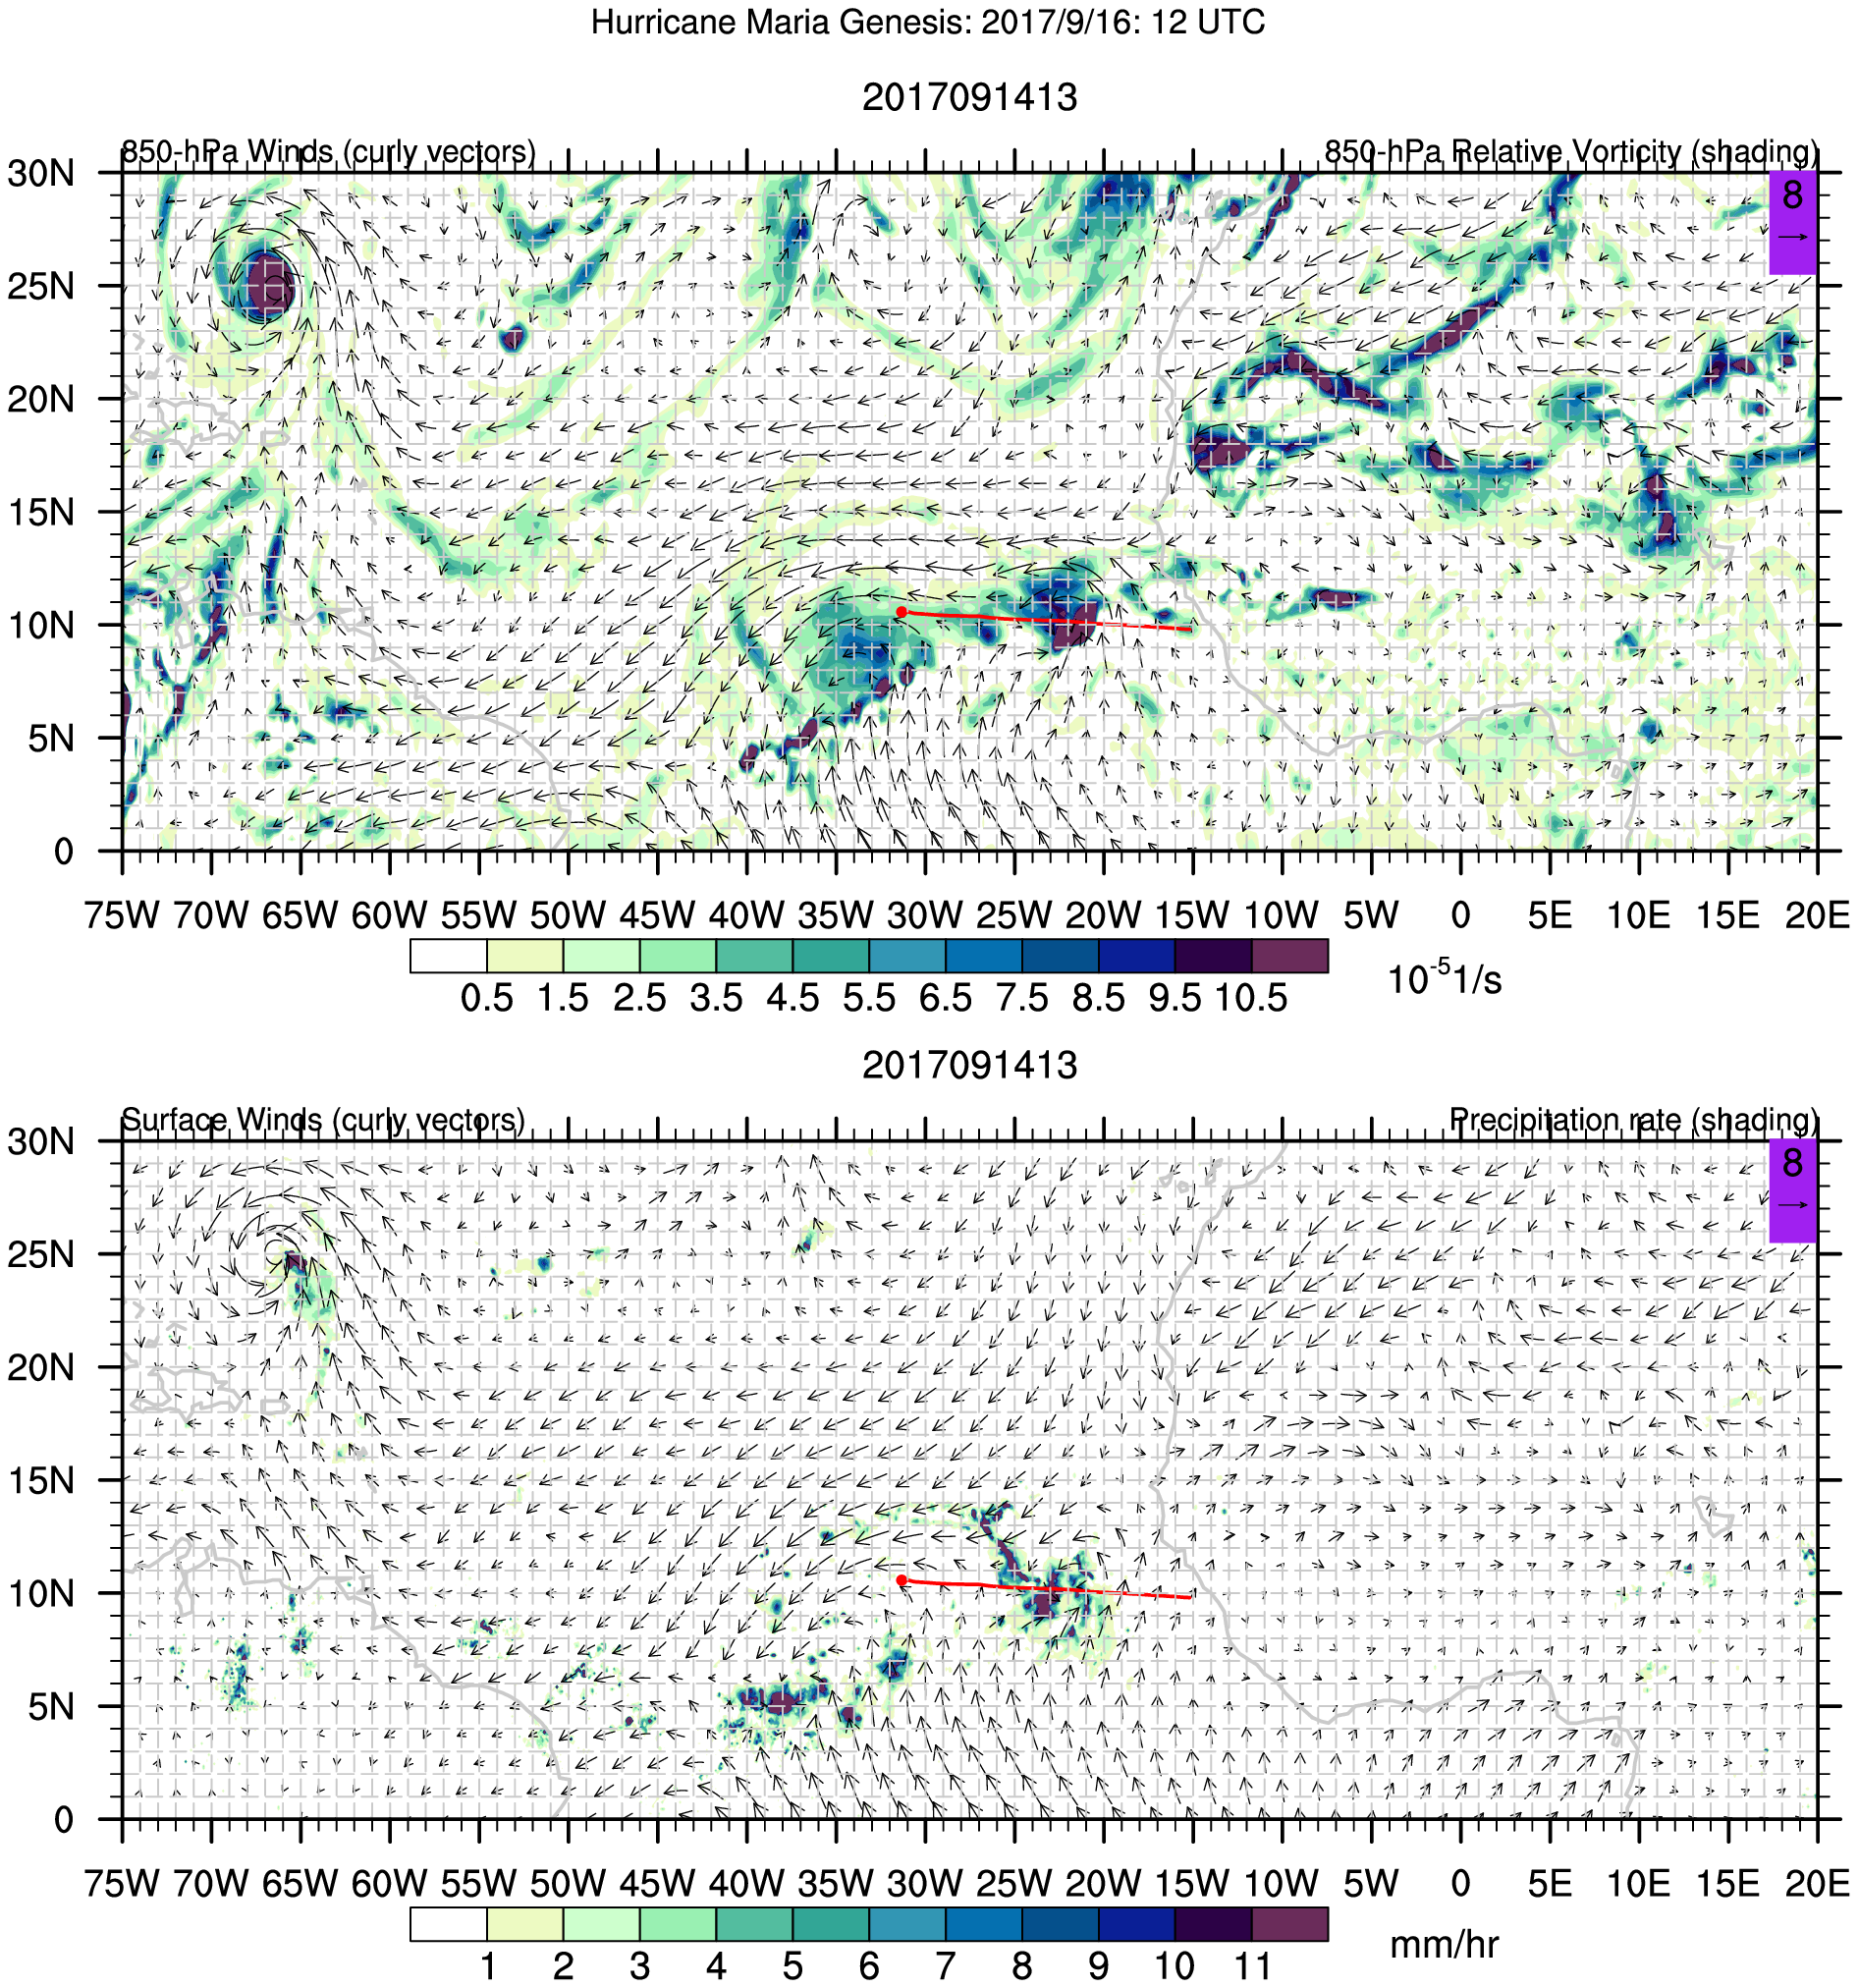 Hurricane Maria Genesis: 2017/9/16: 12 UTC
2017091413
850-hPa Winds (curly vectors) 850-hPa Relative Vorticity (shading)
30N
8
25N
20N
15N
10N
5N
0
75W 70W 65W 60W 55W 50W 45W 40W 35W 30W 25W 20W 15W 10W 5W 0 5E 10E 15E 20E
0.5 1.5 2.5 3.5 4.5 5.5 6.5 7.5 8.5 9.5 10.5
10⁻⁵1/s
2017091413
Surface Winds (curly vectors) Precipitation rate (shading)
30N
8
25N
20N
15N
10N
5N
0
75W 70W 65W 60W 55W 50W 45W 40W 35W 30W 25W 20W 15W 10W 5W 0 5E 10E 15E 20E
1 2 3 4 5 6 7 8 9 10 11
mm/hr